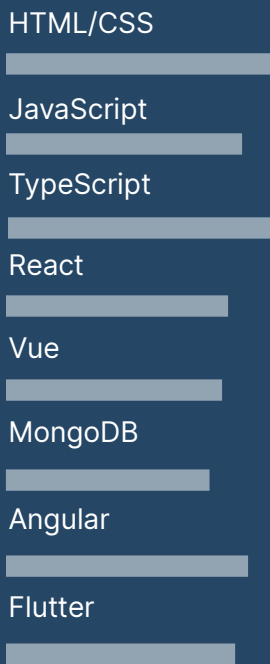 HTML/CSS
JavaScript
TypeScript
React
Vue
MongoDB
Angular
Flutter